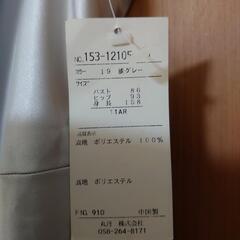 NO.153-1210
カラー 19 薄グレー
サイズ
バスト 86
ヒップ 93
身長 158
11AR
品質表示
表地 ポリエステル 100%
裏地 ポリエステル
F NO. 910 中国製
株式会社
058-264-8171